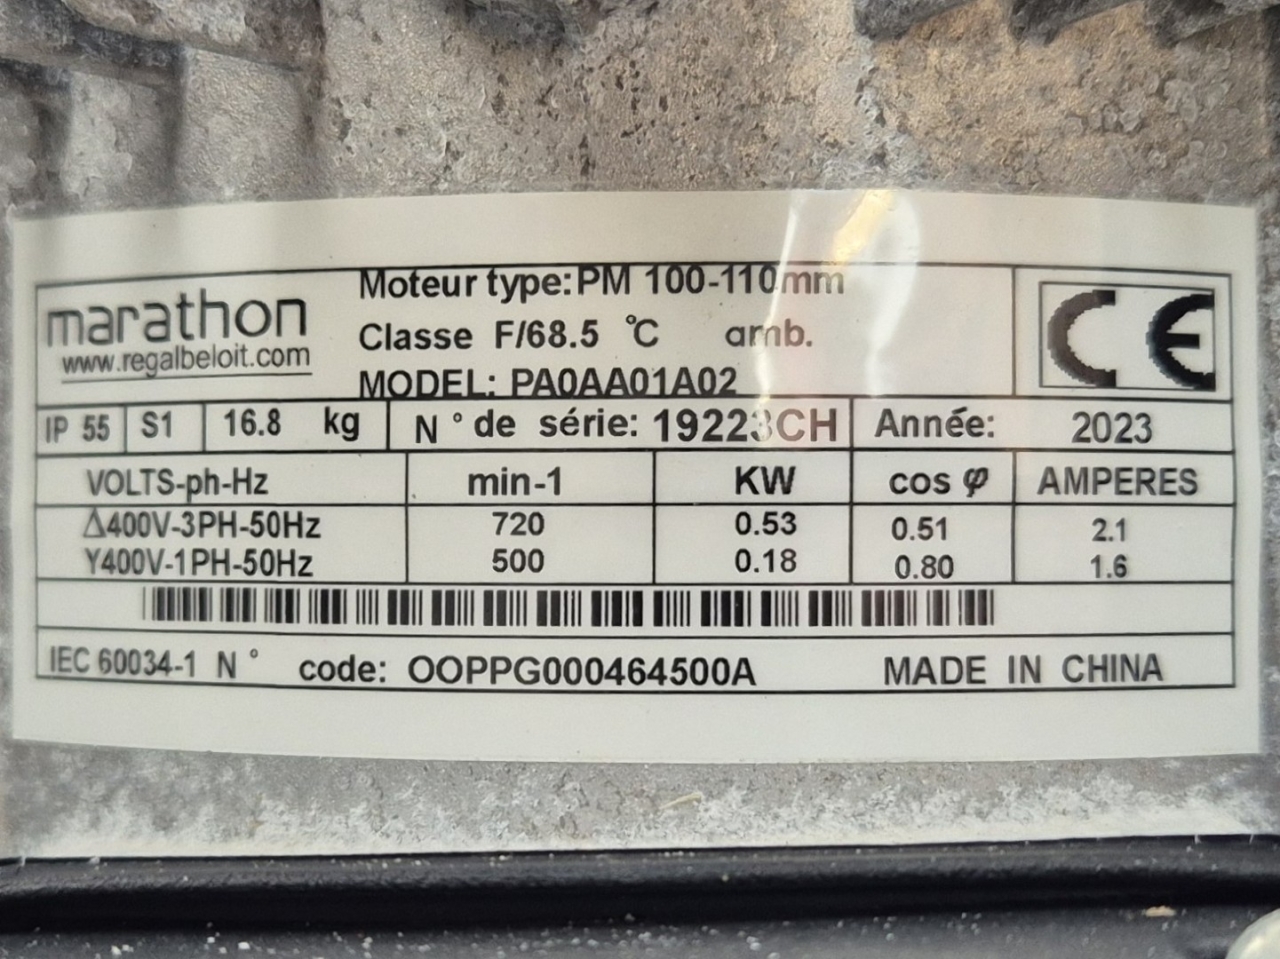 marathon
www.regalbeloit.com
Moteur type: PM 100-110mm
Classe F/68.5 °C amb.
MODEL: PA0AA01A02
CE
IP 55 S1 16.8 kg N° de série: 19223CH Année: 2023
VOLTS-ph-Hz min-1 KW cos φ AMPERES
Δ400V-3PH-50Hz 720 0.53 0.51 2.1
Y400V-1PH-50Hz 500 0.18 0.80 1.6
IEC 60034-1 N° code: OOPPG000464500A MADE IN CHINA